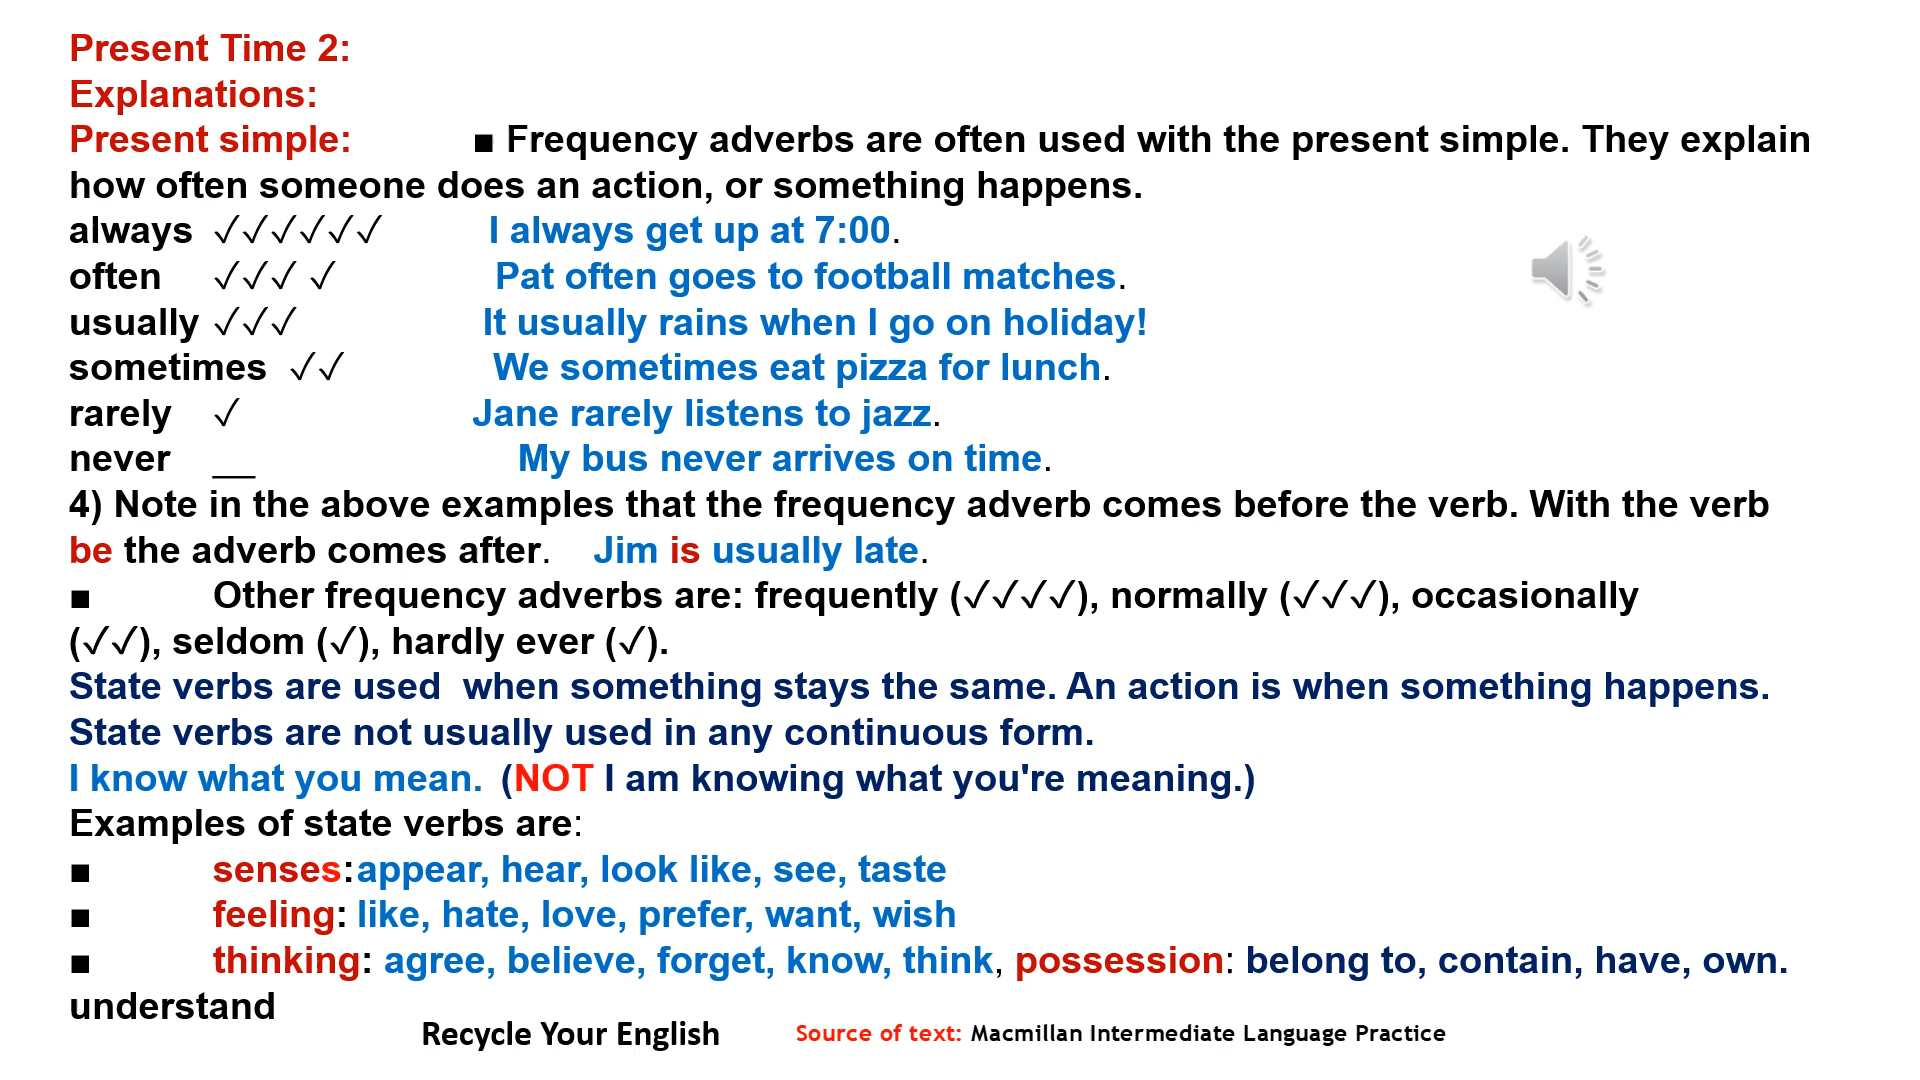 Present Time 2:
Explanations:
Present simple: ■ Frequency adverbs are often used with the present simple. They explain
how often someone does an action, or something happens.
always ✓✓✓✓✓✓ I always get up at 7:00.
often ✓✓✓ ✓ Pat often goes to football matches.
usually ✓✓✓ It usually rains when I go on holiday!
sometimes ✓✓ We sometimes eat pizza for lunch.
rarely ✓ Jane rarely listens to jazz.
never __ My bus never arrives on time.
4) Note in the above examples that the frequency adverb comes before the verb. With the verb
be the adverb comes after. Jim is usually late.
■ Other frequency adverbs are: frequently (✓✓✓✓), normally (✓✓✓), occasionally
(✓✓), seldom (✓), hardly ever (✓).
State verbs are used when something stays the same. An action is when something happens.
State verbs are not usually used in any continuous form.
I know what you mean. (NOT I am knowing what you're meaning.)
Examples of state verbs are:
■ senses: appear, hear, look like, see, taste
■ feeling: like, hate, love, prefer, want, wish
■ thinking: agree, believe, forget, know, think, possession: belong to, contain, have, own.
understand
Recycle Your English Source of text: Macmillan Intermediate Language Practice